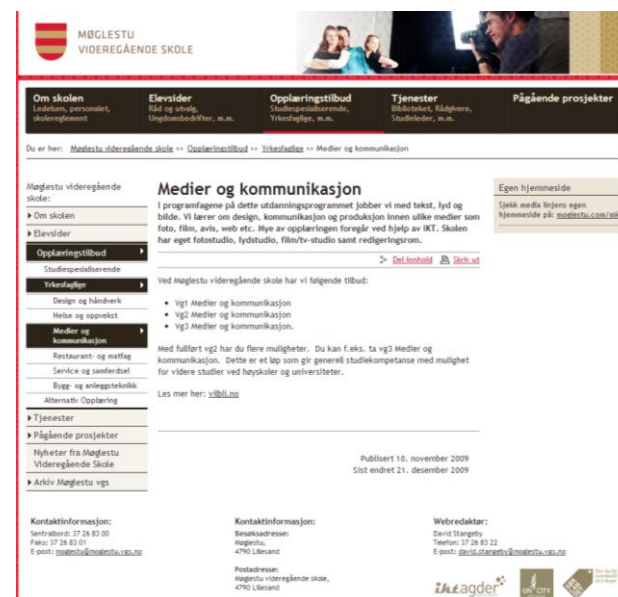 MØGLESTU
VIDEREGÅENDE SKOLE
Om skolen
Ledelsen, personalet,
skolereglement
Elevsider
Råd og utvalg,
Ungdomsbedrifter, m.m.
Opplæringstilbud
Studiespesialiserende,
Yrkesfaglige, m.m.
Tjenester
Biblioteket, Rådgivere,
Studieleder, m.m.
Pågående prosjekter
Du er her: Møglestu videregående skole >> Opplæringstilbud >> Yrkesfaglige >> Medier og kommunikasjon
Møglestu videregående
skole:
Om skolen
Elevsider
Opplæringstilbud
Studiespesialiserende
Yrkesfaglige
Design og håndverk
Helse og oppvekst
Medier og
kommunikasjon
Restaurant- og matfag
Service og samferdsel
Bygg- og anleggsteknikk
Alternativ Opplæring
Tjenester
Pågående prosjekter
Nyheter fra Møglestu
Videregående Skole
Arkiv Møglestu vgs
Medier og kommunikasjon
I programfagene på dette utdanningsprogrammet jobber vi med tekst, lyd og
bilde. Vi lærer om design, kommunikasjon og produksjon innen ulike medier som
foto, film, avis, web etc. Mye av opplæringen foregår ved hjelp av IKT. Skolen
har eget fotostudio, lydstudio, film/tv-studio samt redigeringsrom.
Del innhold Skriv ut
Ved Møglestu videregående skole har vi følgende tilbud:
• Vg1 Medier og kommunikasjon
• Vg2 Medier og kommunikasjon
• Vg3 Medier og kommunikasjon.
Med fullført vg2 har du flere muligheter. Du kan f.eks. ta vg3 Medier og
kommunikasjon. Dette er et løp som gir generell studiekompetanse med mulighet
for videre studier ved høyskoler og universiteter.
Les mer her: vilbli.no
Publisert 10. november 2009
Sist endret 21. desember 2009
Egen hjemmeside
Sjekk media linjens egen
hjemmeside på: moglestu.com/mk
Kontaktinformasjon:
Sentralbord: 37 26 83 00
Faks: 37 26 83 01
E-post: moglestu@moglestu.vgs.no
Kontaktinformasjon:
Besøksadresse:
Møglestu,
4790 Lillesand
Postadresse:
Møglestu videregående skole,
4790 Lillesand
Webredaktør:
David Stangeby
Telefon: 37 26 83 22
E-post: david.stangeby@moglestu.vgs.no
iktagder